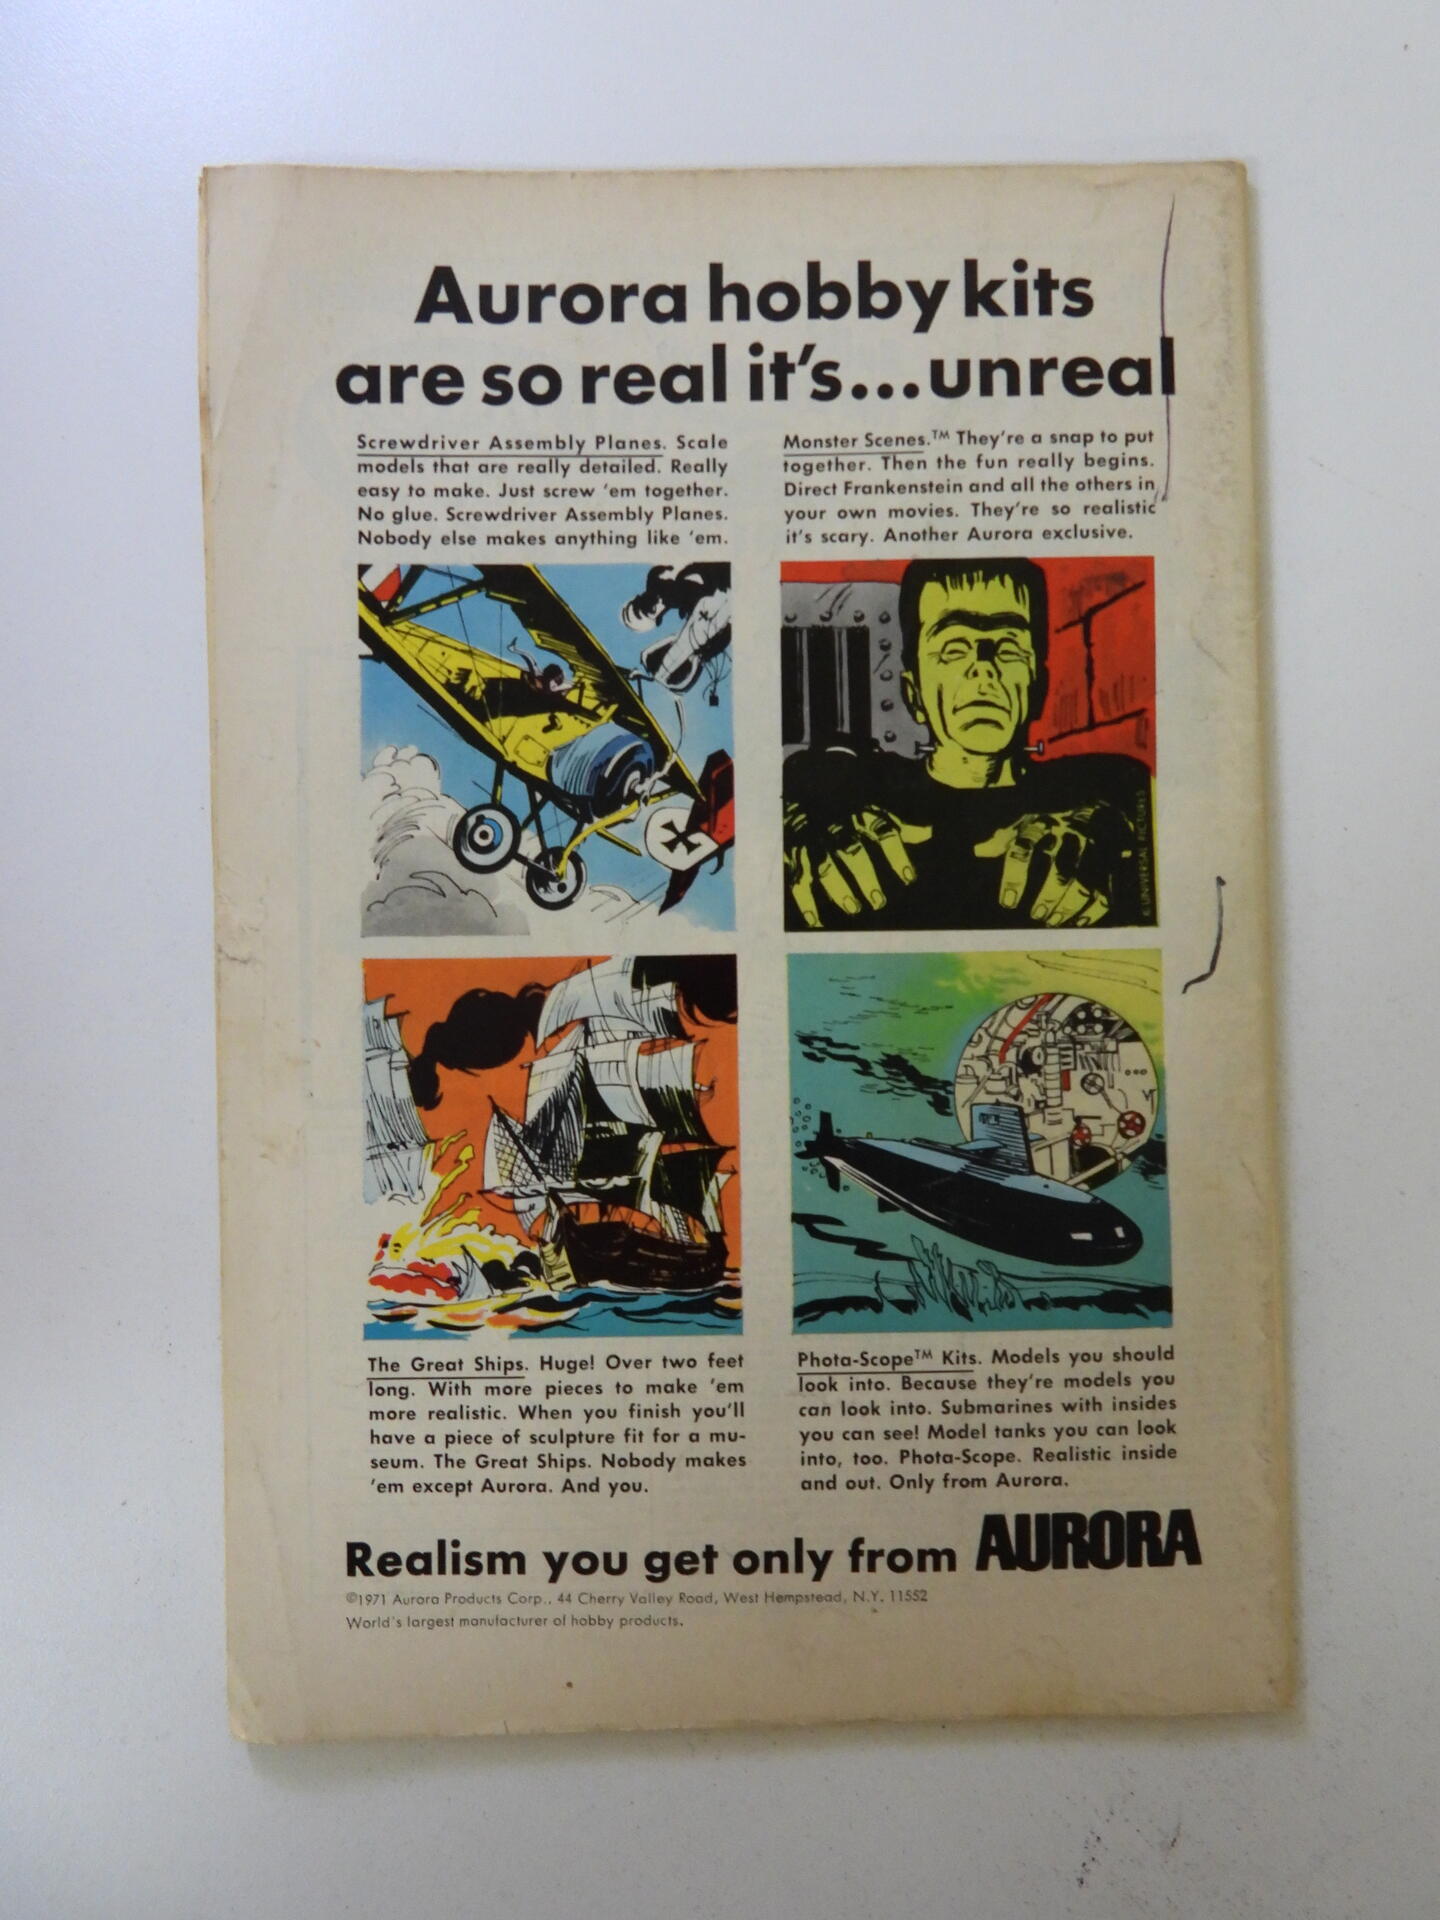 Aurora hobby kits
are so real it's...unreal
Screwdriver Assembly Planes. Scale
models that are really detailed. Really
easy to make. Just screw 'em together.
No glue. Screwdriver Assembly Planes.
Nobody else makes anything like 'em.
Monster Scenes.™ They're a snap to put
together. Then the fun really begins.
Direct Frankenstein and all the others in
your own movies. They're so realistic
it's scary. Another Aurora exclusive.
© UNIVERSAL PICTURES
The Great Ships. Huge! Over two feet
long. With more pieces to make 'em
more realistic. When you finish you'll
have a piece of sculpture fit for a mu-
seum. The Great Ships. Nobody makes
'em except Aurora. And you.
Phota-Scope™ Kits. Models you should
look into. Because they're models you
can look into. Submarines with insides
you can see! Model tanks you can look
into, too. Phota-Scope. Realistic inside
and out. Only from Aurora.
Realism you get only from AURORA
©1971 Aurora Products Corp., 44 Cherry Valley Road, West Hempstead, N.Y. 11552
World's largest manufacturer of hobby products.